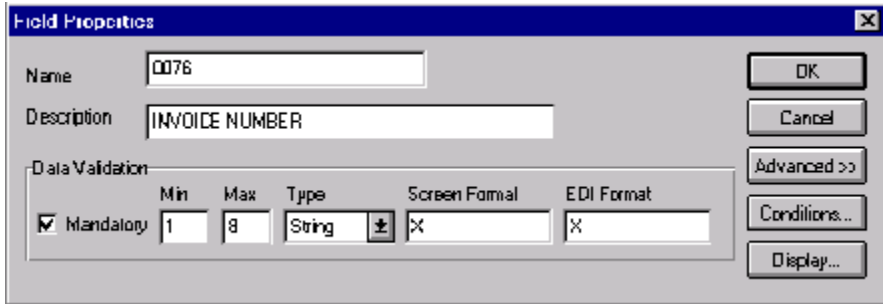 Field Properties
Name 0076 OK
Description INVOICE NUMBER Cancel
Data Validation Advanced >>
Min Max Type Screen Format EDI Format
Mandatory 1 8 String X X Conditions...
Display...